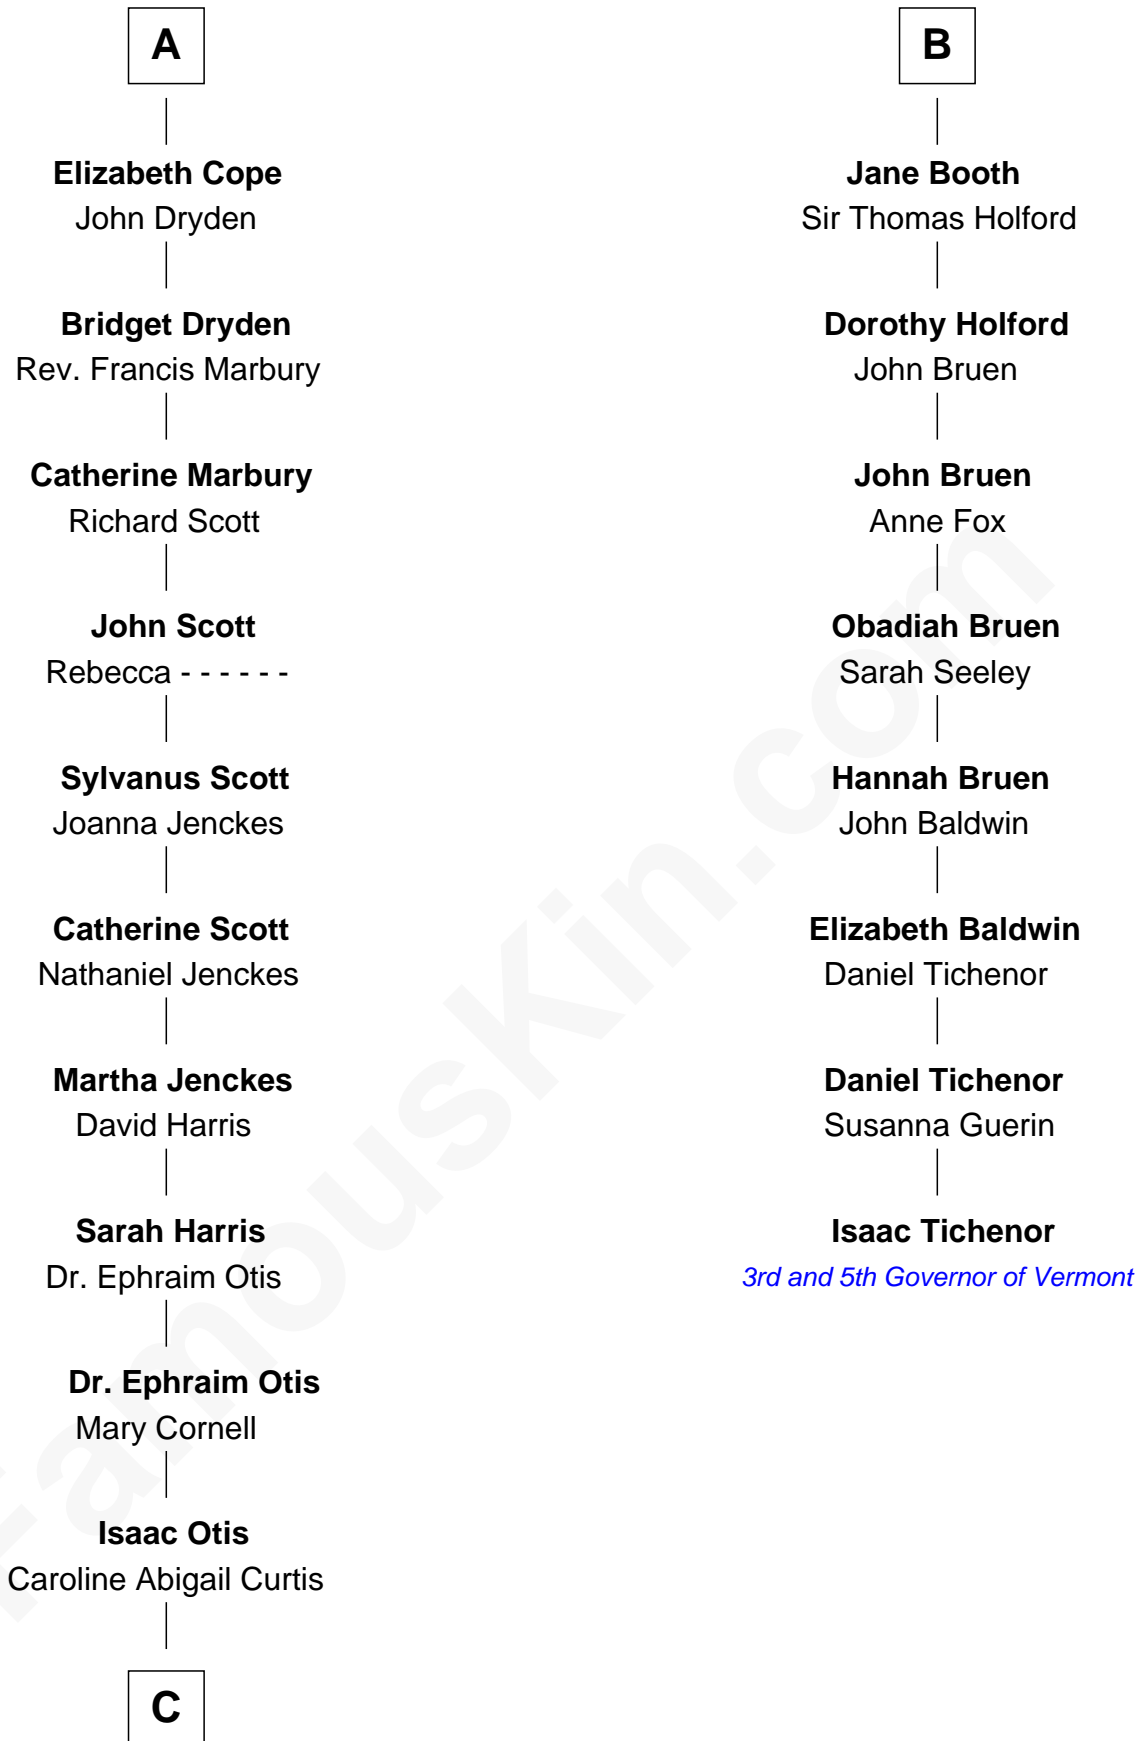 A
Elizabeth Cope
John Dryden
Bridget Dryden
Rev. Francis Marbury
Catherine Marbury
Richard Scott
John Scott
Rebecca - - - - - -
Sylvanus Scott
Joanna Jenckes
Catherine Scott
Nathaniel Jenckes
Martha Jenckes
David Harris
Sarah Harris
Dr. Ephraim Otis
Dr. Ephraim Otis
Mary Cornell
Isaac Otis
Caroline Abigail Curtis
C
B
Jane Booth
Sir Thomas Holford
Dorothy Holford
John Bruen
John Bruen
Anne Fox
Obadiah Bruen
Sarah Seeley
Hannah Bruen
John Baldwin
Elizabeth Baldwin
Daniel Tichenor
Daniel Tichenor
Susanna Guerin
Isaac Tichenor
3rd and 5th Governor of Vermont
FamousKin.com